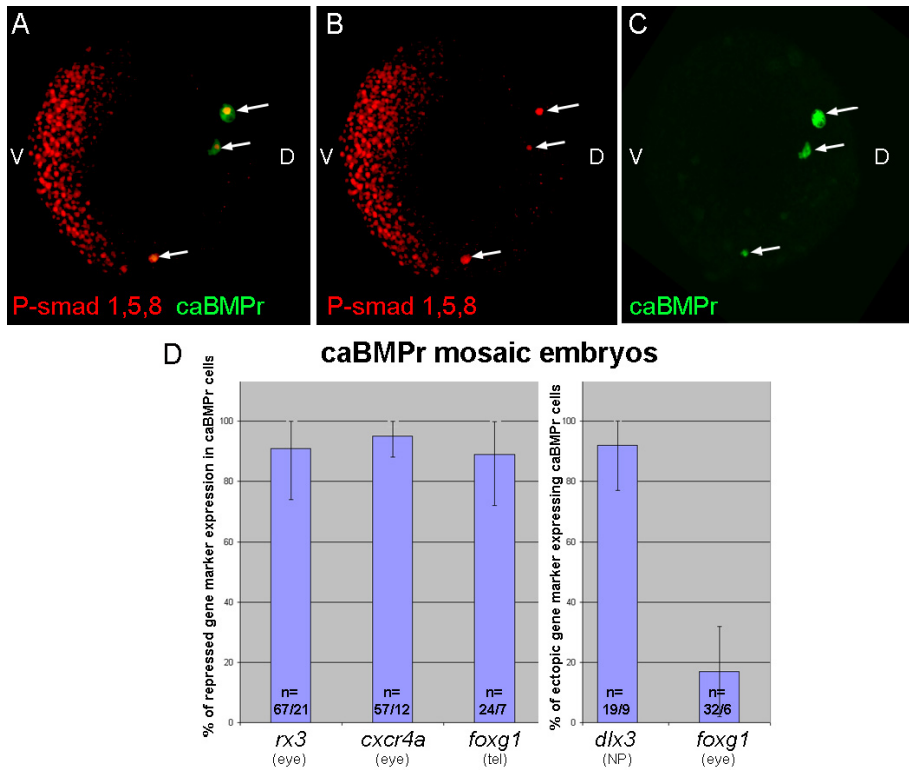 A
B
C
V
D
V
D
V
D
P-smad 1,5,8 caBMPr
P-smad 1,5,8
caBMPr
D
caBMPr mosaic embryos
% of repressed gene marker expression in caBMPr cells
100
80
60
40
20
0
n=
67/21
n=
57/12
n=
24/7
rx3
(eye)
cxcr4a
(eye)
foxg1
(tel)
% of ectopic gene marker expressing caBMPr cells
100
80
60
40
20
0
n=
19/9
n=
32/6
dlx3
(NP)
foxg1
(eye)